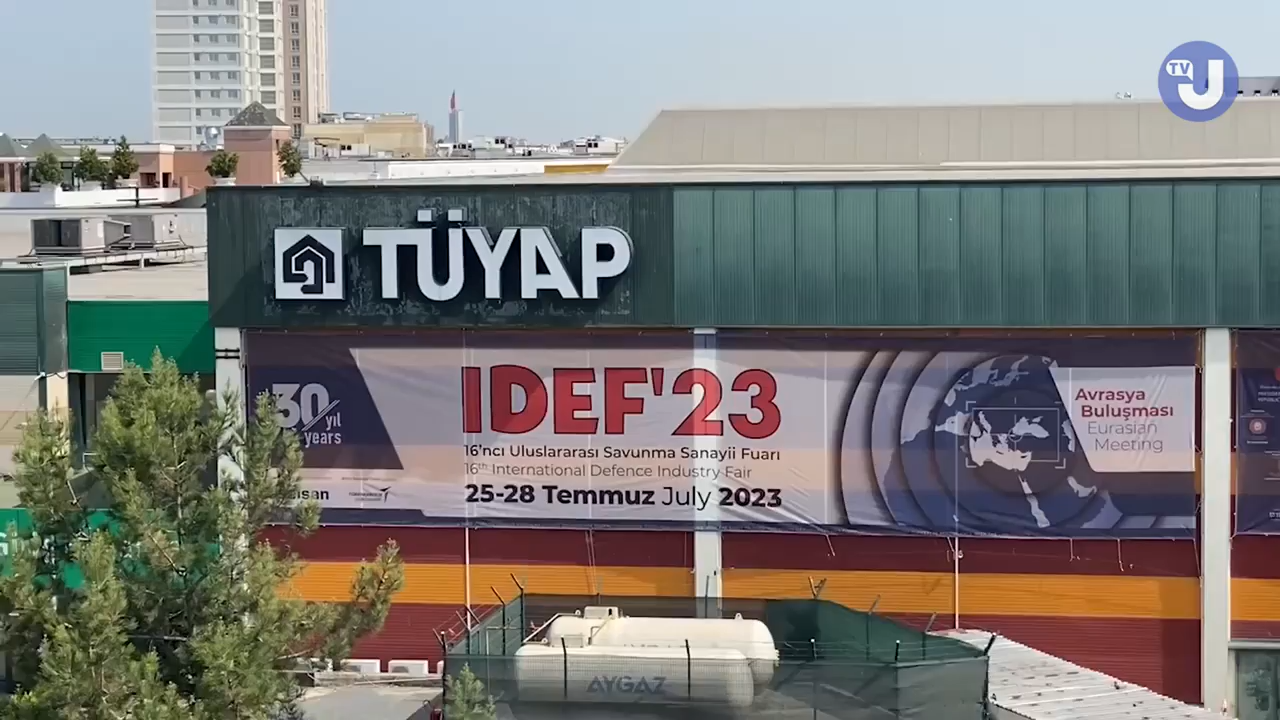 TV J
TÜYAP
30
yıl
years
IDEF'23
16'ncı Uluslararası Savunma Sanayii Fuarı
16th International Defence Industry Fair
25-28 Temmuz July 2023
Avrasya
Buluşması
Eurasian
Meeting
AYGAZ